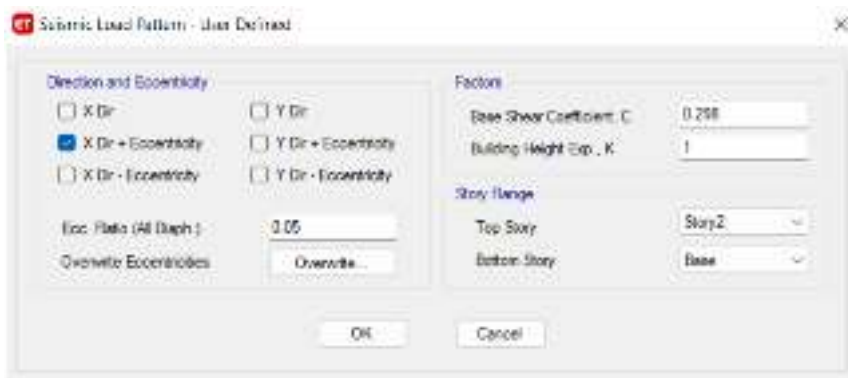 Seismic Load Pattern - User Defined
Direction and Eccentricity
X Dir
Y Dir
X Dir + Eccentricity
Y Dir + Eccentricity
X Dir - Eccentricity
Y Dir - Eccentricity
Ecc. Ratio (All Diaph.)
0.05
Overwrite Eccentricities
Overwrite...
Factors
Base Shear Coefficient, C
Building Height Exp., K
1
Story Range
Top Story
Story2
Bottom Story
Base
OK
Cancel